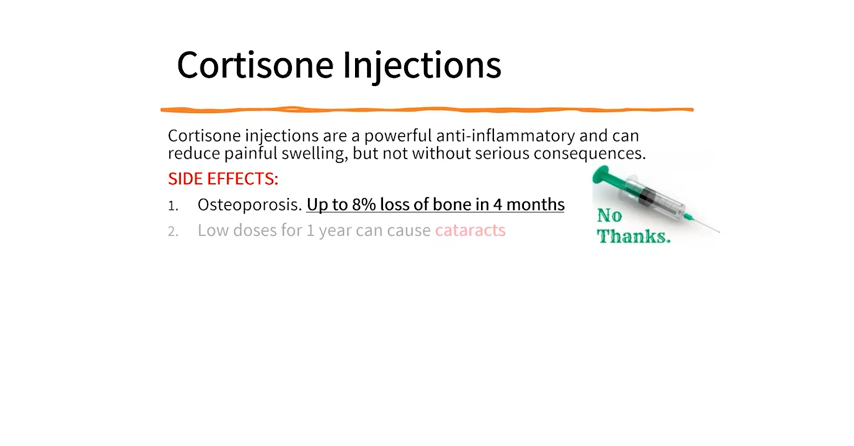 Cortisone Injections
Cortisone injections are a powerful anti-inflammatory and can
reduce painful swelling, but not without serious consequences.
SIDE EFFECTS:
1. Osteoporosis. Up to 8% loss of bone in 4 months
2. Low doses for 1 year can cause cataracts
No
Thanks.